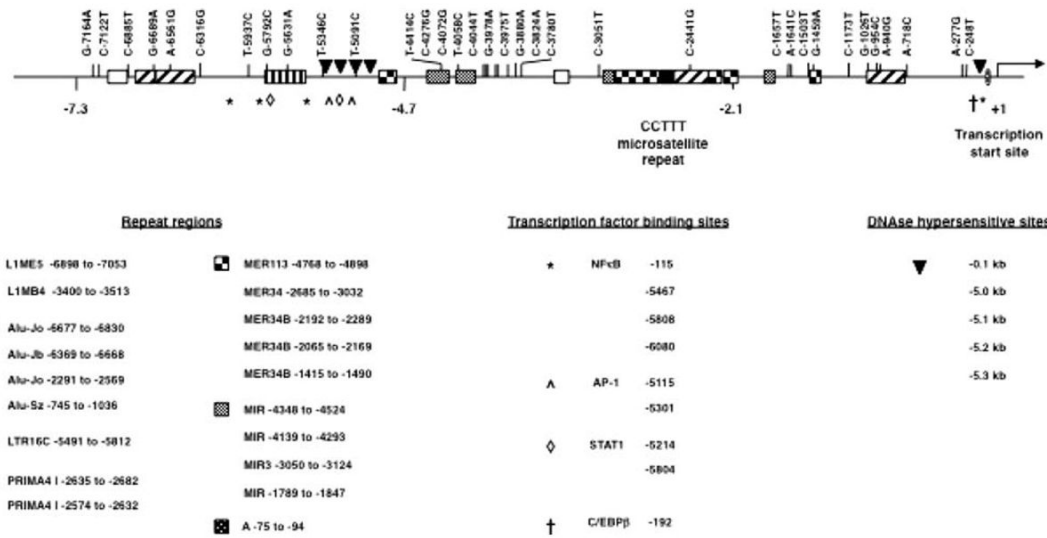 G-7164A
C-7122T
C-6885T
G-6689A
A-6561G
C-6316G
T-5937C
G-5792C
G-5531A
T-5346C
T-5091C
T-4414C
C-4276G
C-4072G
T-4058C
C-4044T
G-3978A
C-3975T
G-3880A
C-3824A
C-3780T
C-3051T
C-2441G
C-1657T
A-1641C
C-1503T
G-1459A
C-1173T
G-1026T
G-954C
A-940G
A-718C
A-277G
C-248T
-7.3
-4.7
-2.1
+1
CCTTT
microsatellite
repeat
Transcription
start site
Repeat regions
L1ME5 -6898 to -7053
L1MB4 -3400 to -3513
Alu-Jo -6677 to -6830
Alu-Jb -6369 to -6668
Alu-Jo -2291 to -2569
Alu-Sz -745 to -1036
LTR16C -5491 to -5812
PRIMA4 I -2635 to -2682
PRIMA4 I -2574 to -2632
MER113 -4768 to -4898
MER34 -2685 to -3032
MER34B -2192 to -2289
MER34B -2065 to -2169
MER34B -1415 to -1490
MIR -4348 to -4524
MIR -4139 to -4293
MIR3 -3050 to -3124
MIR -1789 to -1847
A -75 to -94
Transcription factor binding sites
* NFκB -115
-5467
-5808
-6080
^ AP-1 -5115
-5301
◊ STAT1 -5214
-5804
† C/EBPβ -192
DNAse hypersensitive sites
-0.1 kb
-5.0 kb
-5.1 kb
-5.2 kb
-5.3 kb